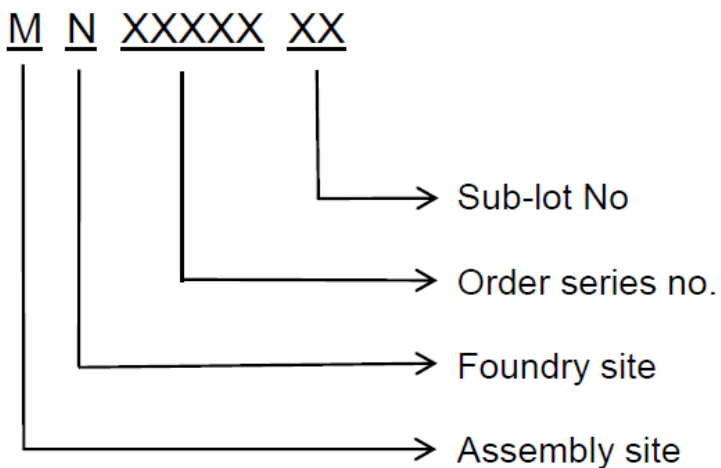 M N XXXXX XX
Sub-lot No
Order series no.
Foundry site
Assembly site